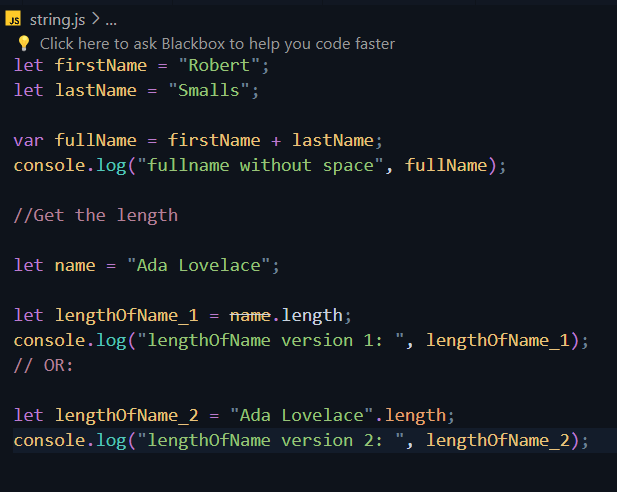 JS string.js > ...
Click here to ask Blackbox to help you code faster
let firstName = "Robert";
let lastName = "Smalls";
var fullName = firstName + lastName;
console.log("fullname without space", fullName);
//Get the length
let name = "Ada Lovelace";
let lengthOfName_1 = name.length;
console.log("lengthOfName version 1: ", lengthOfName_1);
// OR:
let lengthOfName_2 = "Ada Lovelace".length;
console.log("lengthOfName version 2: ", lengthOfName_2);